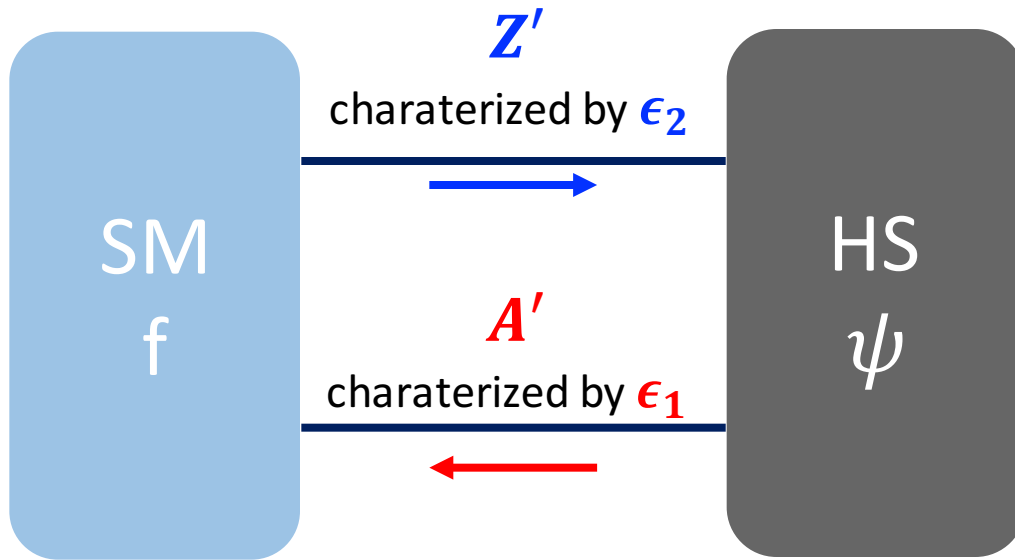 Z′
charaterized by ϵ₂
SM
f
HS
ψ
A′
charaterized by ϵ₁